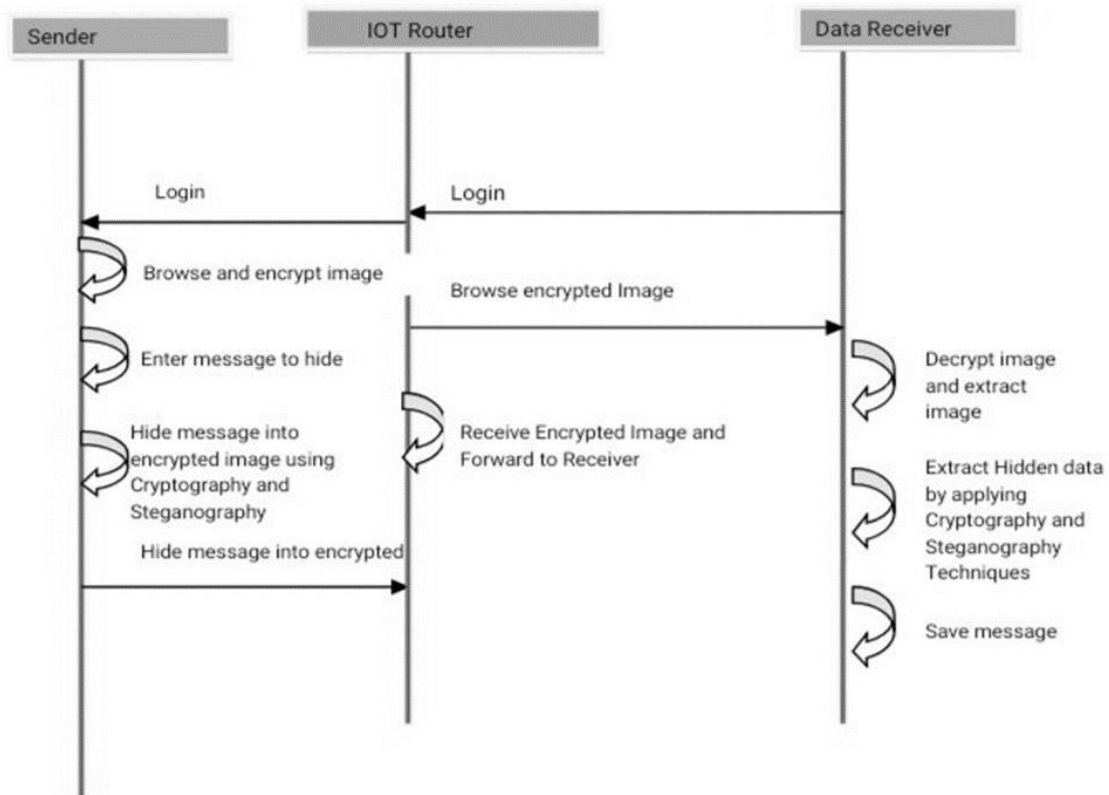 Sender
IOT Router
Data Receiver
Login
Login
Browse and encrypt image
Browse encrypted Image
Enter message to hide
Decrypt image
and extract
image
Hide message into
encrypted image using
Cryptography and
Steganography
Receive Encrypted Image and
Forward to Receiver
Extract Hidden data
by applying
Cryptography and
Steganography
Techniques
Hide message into encrypted
Save message